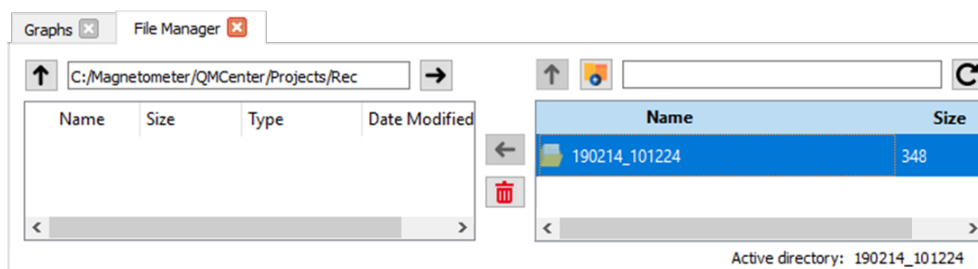 Graphs
File Manager
C:/Magnetometer/QMCenter/Projects/Rec
Name Size Type Date Modified
Name Size
190214_101224 348
Active directory: 190214_101224